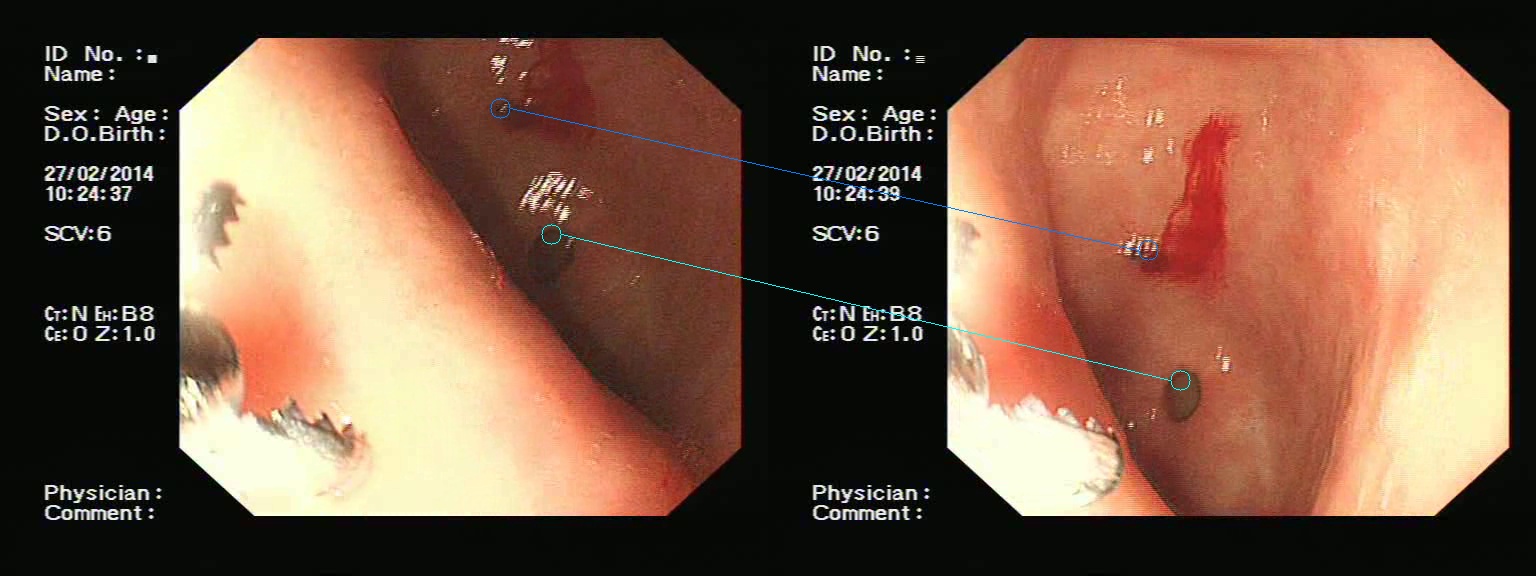 ID No. :
Name:
Sex: Age:
D.O.Birth:
27/02/2014
10:24:37
SCV:6
CT:N EH:B8
CE:0 Z:1.0
Physician:
Comment:
ID No. :
Name:
Sex: Age:
D.O.Birth:
27/02/2014
10:24:39
SCV:6
CT:N EH:B8
CE:0 Z:1.0
Physician:
Comment: